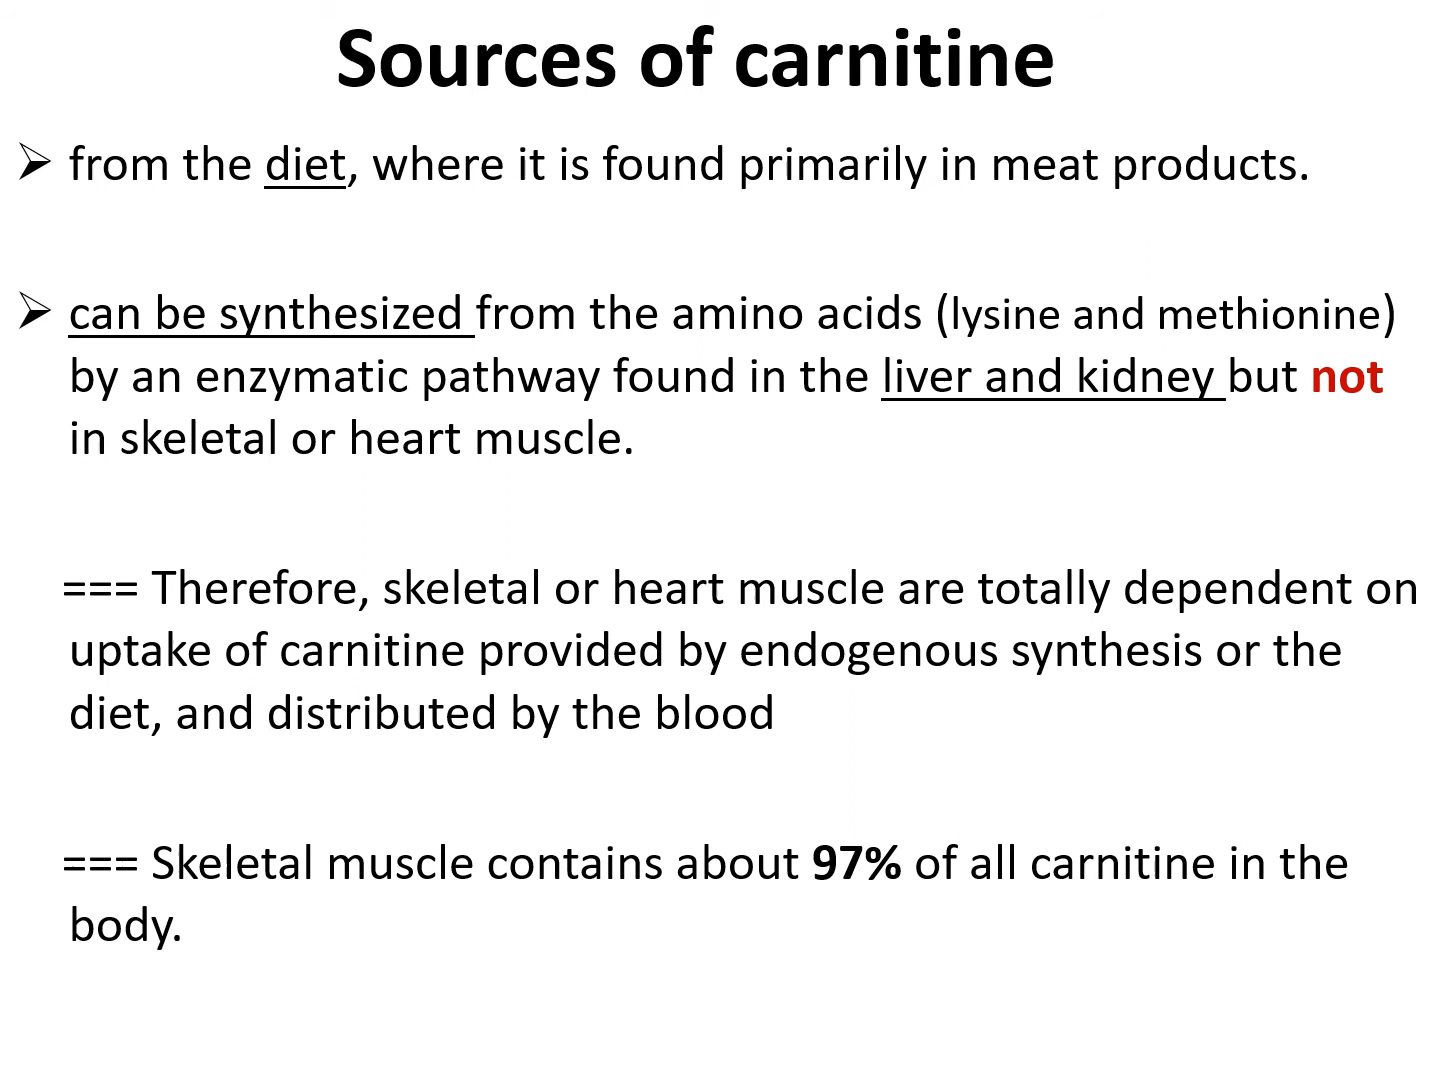 Sources of carnitine
➢ from the diet, where it is found primarily in meat products.
➢ can be synthesized from the amino acids (lysine and methionine)
by an enzymatic pathway found in the liver and kidney but not
in skeletal or heart muscle.
=== Therefore, skeletal or heart muscle are totally dependent on
uptake of carnitine provided by endogenous synthesis or the
diet, and distributed by the blood
=== Skeletal muscle contains about 97% of all carnitine in the
body.